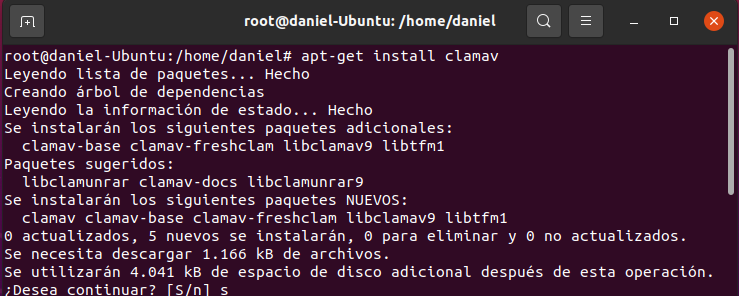 root@daniel-Ubuntu: /home/daniel
root@daniel-Ubuntu:/home/daniel# apt-get install clamav
Leyendo lista de paquetes... Hecho
Creando árbol de dependencias
Leyendo la información de estado... Hecho
Se instalarán los siguientes paquetes adicionales:
  clamav-base clamav-freshclam libclamav9 libtfm1
Paquetes sugeridos:
  libclamunrar clamav-docs libclamunrar9
Se instalarán los siguientes paquetes NUEVOS:
  clamav clamav-base clamav-freshclam libclamav9 libtfm1
0 actualizados, 5 nuevos se instalarán, 0 para eliminar y 0 no actualizados.
Se necesita descargar 1.166 kB de archivos.
Se utilizarán 4.041 kB de espacio de disco adicional después de esta operación.
¿Desea continuar? [S/n] s